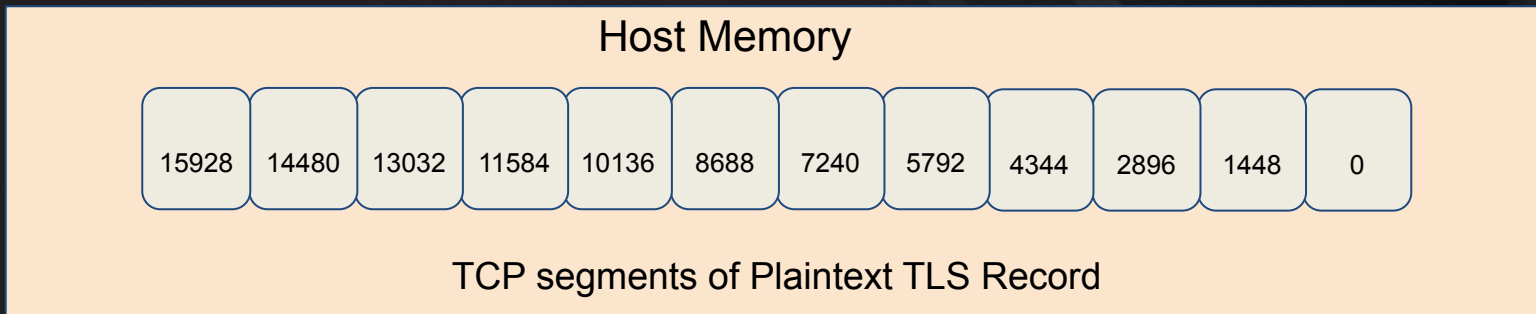 Host Memory
15928 14480 13032 11584 10136 8688 7240 5792 4344 2896 1448 0
TCP segments of Plaintext TLS Record